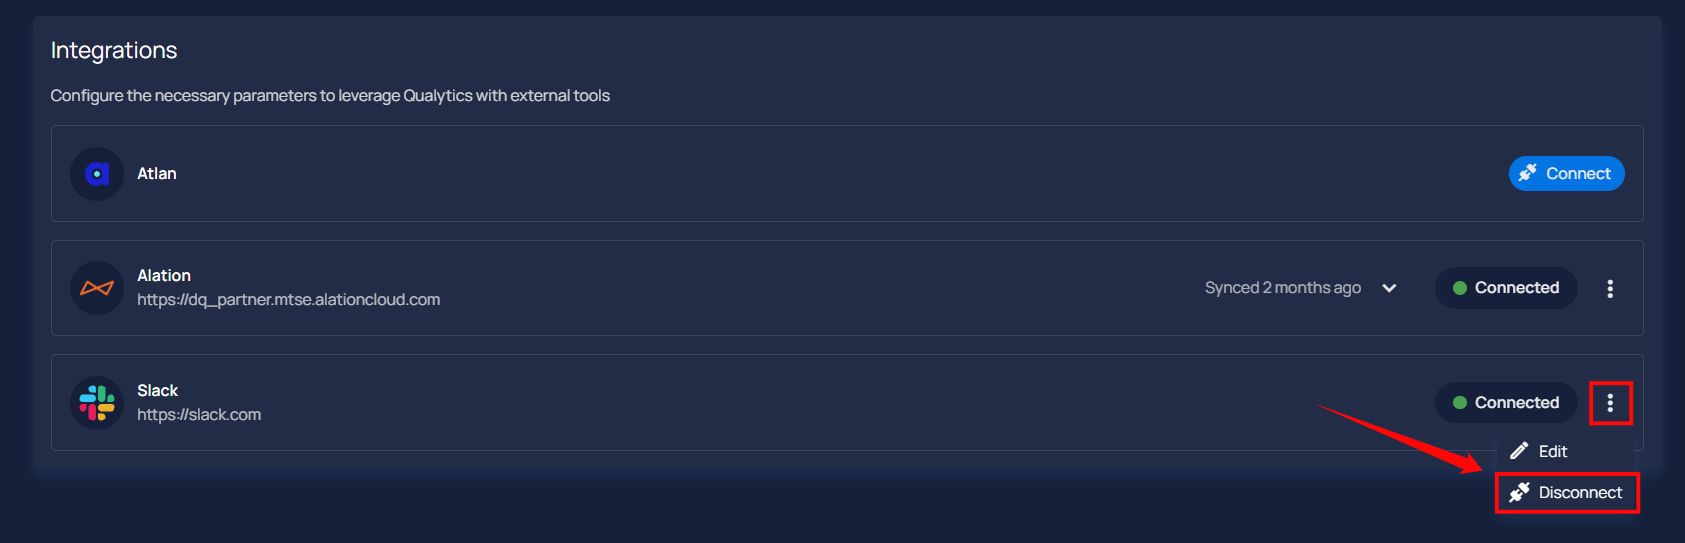 Integrations
Configure the necessary parameters to leverage Qualytics with external tools
Atlan
Connect
Alation
https://dq_partner.mtse.alationcloud.com
Synced 2 months ago
Connected
Slack
https://slack.com
Connected
Edit
Disconnect